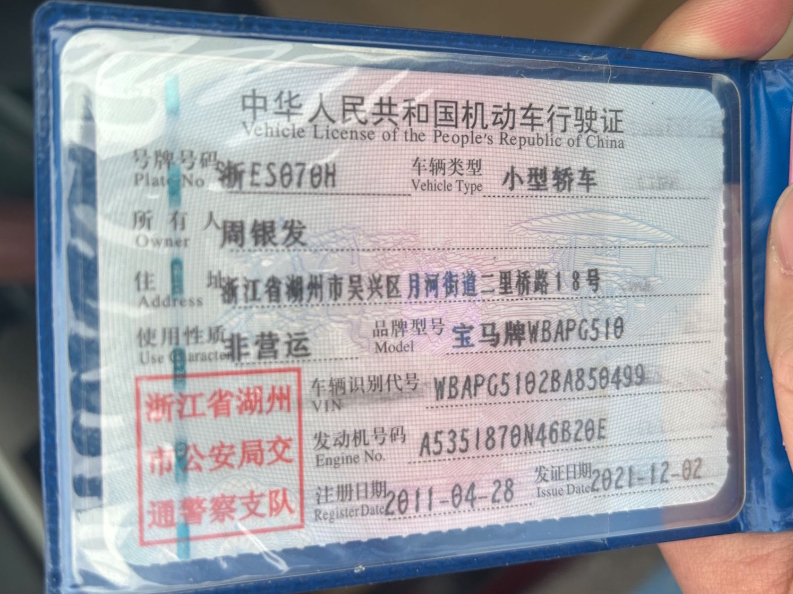 中华人民共和国机动车行驶证
Vehicle License of the People's Republic of China
号牌号码 浙ES070H 车辆类型 小型轿车
Plate No. Vehicle Type
所有人 周银发
Owner
住址 浙江省湖州市吴兴区月河街道二里桥路18号
Address
使用性质 非营运 品牌型号 宝马牌WBAPG510
Use Character Model
车辆识别代号 WBAPG5102BA850499
VIN
发动机号码 A5351870N46B20E
Engine No.
注册日期 2011-04-28 发证日期 2021-12-02
Register Date Issue Date
浙江省湖州
市公安局交
通警察支队